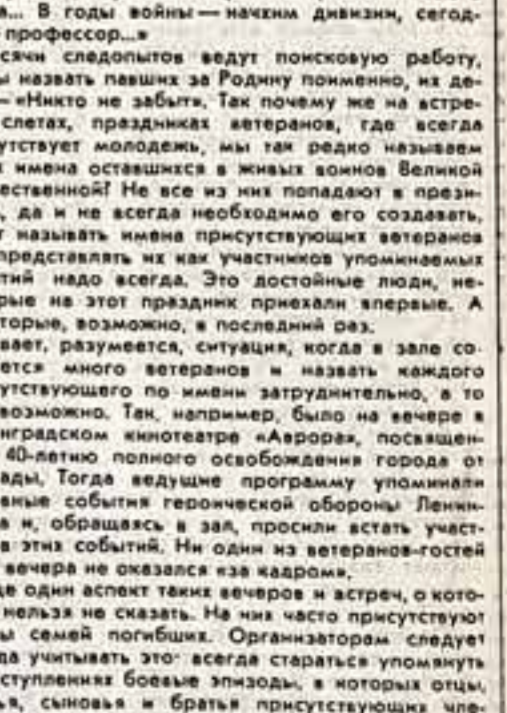 а... В годы войны — начхим дивизии, сегод-
профессор...»
сячи следопытов ведут поисковую работу,
ы назвать павших за Родину поименно, их де-
– «Никто не забыт». Так почему же на встре-
слетах, праздниках ветеранов, где всегда
утствует молодежь, мы так редко называем
имена оставшихся в живых воинов Великой
ественной? Не все из них попадают в прези-
, да и не всегда необходимо его создавать,
т называть имена присутствующих ветеранов
представлять их как участников упоминаемых
тий надо всегда. Это достойные люди, не-
рые на этот праздник приехали впервые. А
торые, возможно, в последний раз.
вает, разумеется, ситуация, когда в зале со-
ется много ветеранов и назвать каждого
утствующего по имени затруднительно, а то
возможно. Так, например, было на вечере в
нградском кинотеатре «Аврора», посвящен-
40-летию полного освобождения города от
ады. Тогда ведущие программу упоминали
вные события героической обороны Ленин-
а и, обращаясь в зал, просили встать участ-
в этих событий. Ни один из ветеранов-гостей
вечера не оказался «за кадром».
ще один аспект таких вечеров и встреч, о кото-
нельзя не сказать. На них часто присутствуют
ы семей погибших. Организаторам следует
да учитывать это всегда стараться упомянуть
ступлениях боевые эпизоды, в которых отцы,
ья, сыновья и братья присутствующих чле-